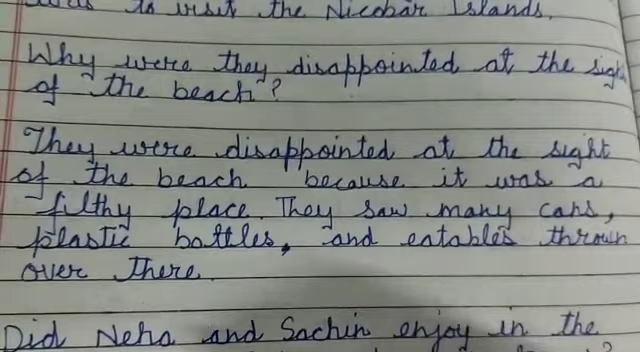 to visit the Nicobar Islands.
Why were they disappointed at the sight
of the beach?
They were disappointed at the sight
of the beach because it was a
filthy place. They saw many cans,
plastic bottles, and eatables thrown
over there.
Did Neha and Sachin enjoy in the